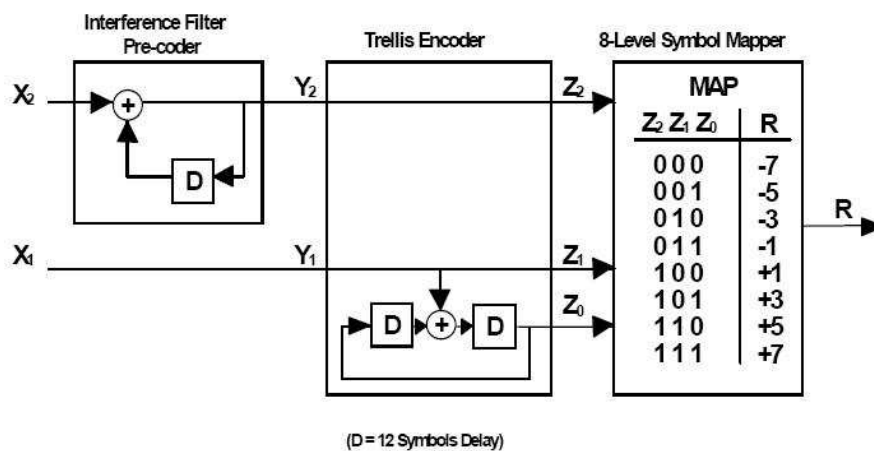 Interference Filter
Pre-coder
Trellis Encoder
8-Level Symbol Mapper
X₂
+
D
Y₂
Z₂
X₁
Y₁
Z₁
D
+
D
Z₀
MAP
Z₂ Z₁ Z₀ R
0 0 0 -7
0 0 1 -5
0 1 0 -3
0 1 1 -1
1 0 0 +1
1 0 1 +3
1 1 0 +5
1 1 1 +7
R
(D = 12 Symbols Delay)